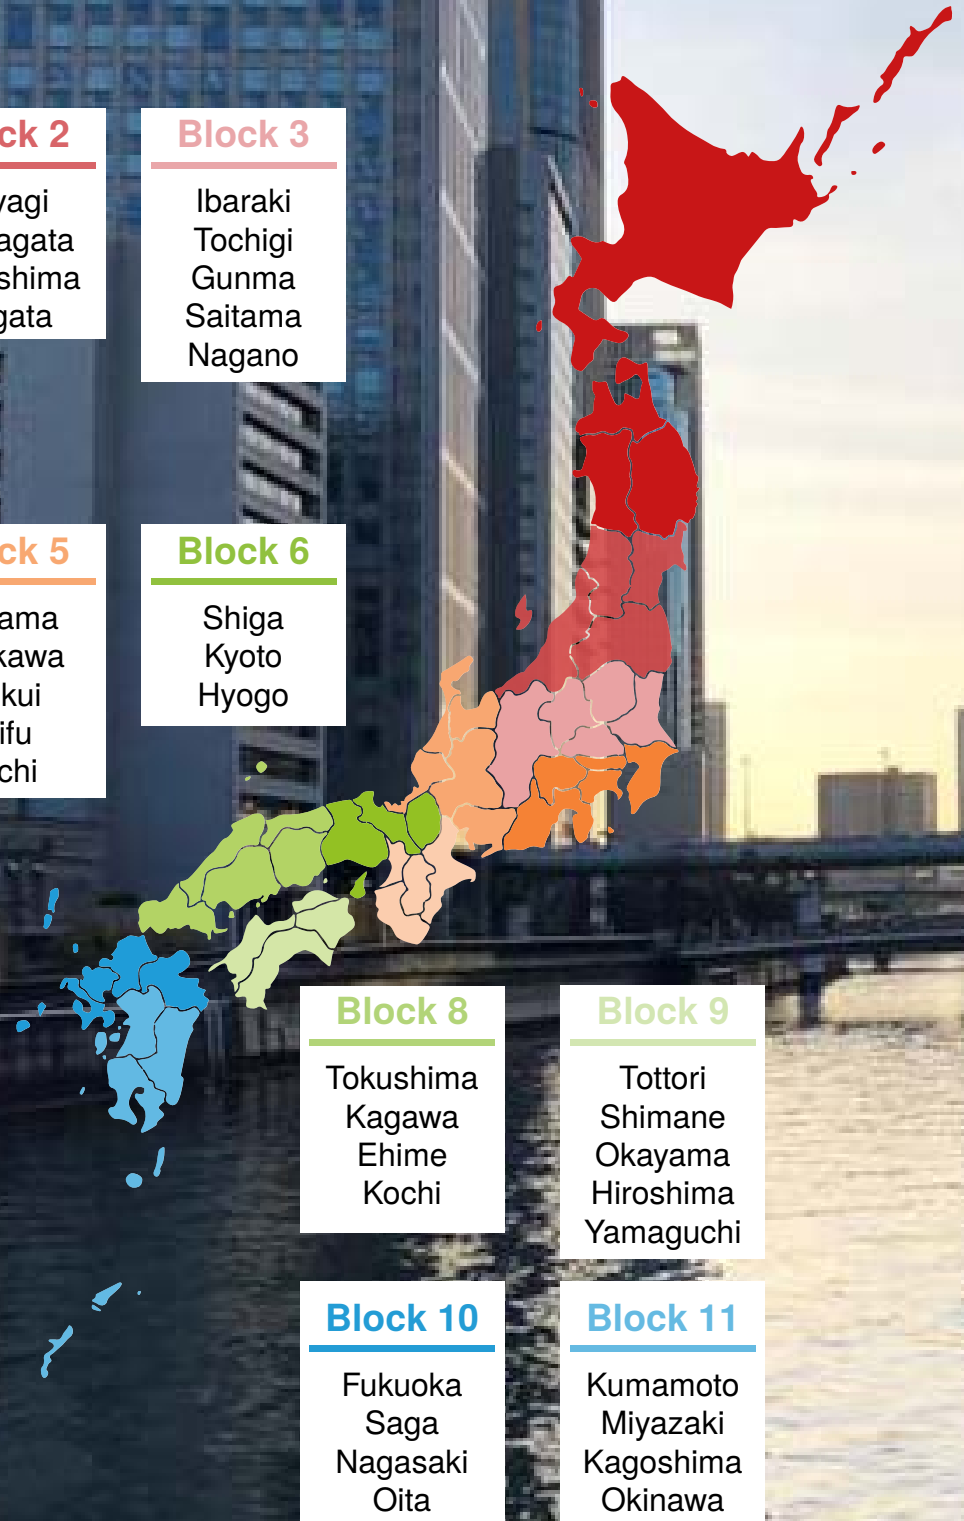 ck 2
yagi
agata
shima
gata
Block 3
Ibaraki
Tochigi
Gunma
Saitama
Nagano
ck 5
ama
kawa
kui
ifu
chi
Block 6
Shiga
Kyoto
Hyogo
Block 8
Tokushima
Kagawa
Ehime
Kochi
Block 9
Tottori
Shimane
Okayama
Hiroshima
Yamaguchi
Block 10
Fukuoka
Saga
Nagasaki
Oita
Block 11
Kumamoto
Miyazaki
Kagoshima
Okinawa